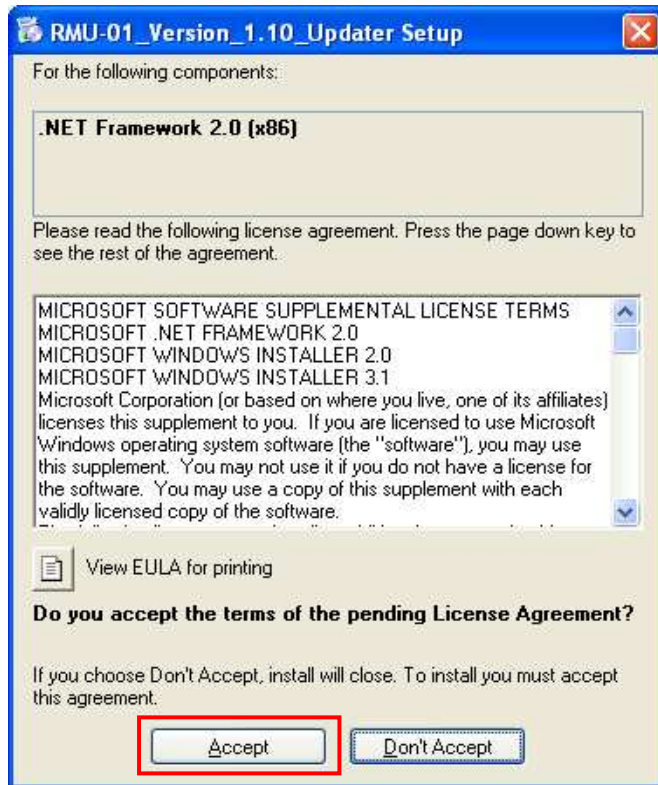 RMU-01_Version_1.10_Updater Setup
For the following components:
.NET Framework 2.0 (x86)
Please read the following license agreement. Press the page down key to
see the rest of the agreement.
MICROSOFT SOFTWARE SUPPLEMENTAL LICENSE TERMS
MICROSOFT .NET FRAMEWORK 2.0
MICROSOFT WINDOWS INSTALLER 2.0
MICROSOFT WINDOWS INSTALLER 3.1
Microsoft Corporation (or based on where you live, one of its affiliates)
licenses this supplement to you.  If you are licensed to use Microsoft
Windows operating system software (the "software"), you may use
this supplement.  You may not use it if you do not have a license for
the software.  You may use a copy of this supplement with each
validly licensed copy of the software.
View EULA for printing
Do you accept the terms of the pending License Agreement?
If you choose Don't Accept, install will close. To install you must accept
this agreement.
Accept
Don't Accept